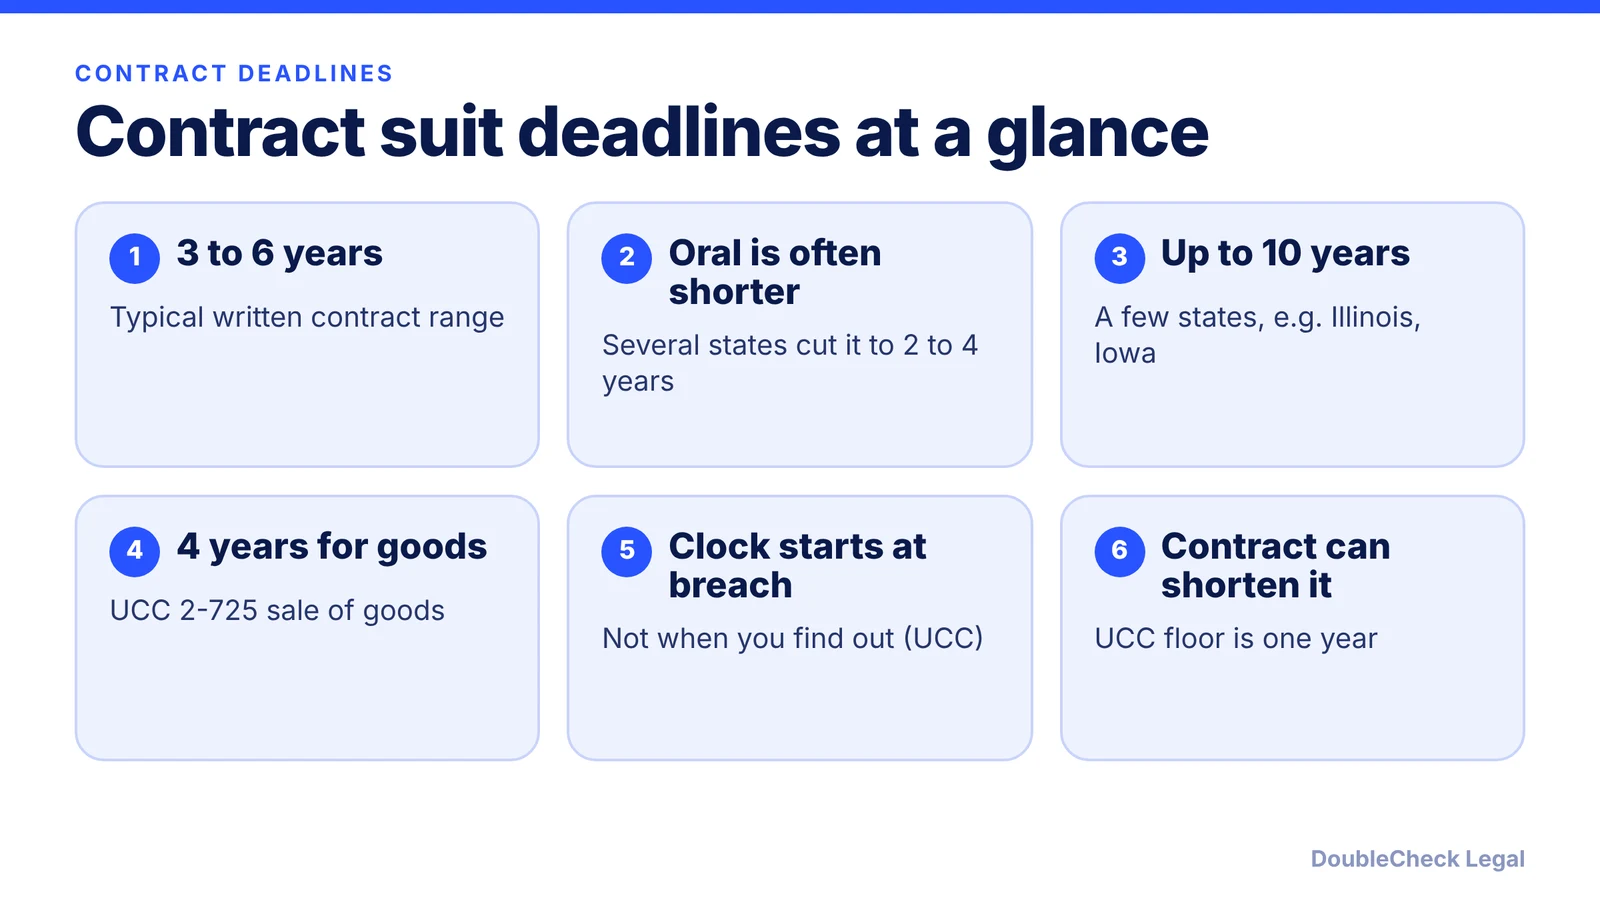 CONTRACT DEADLINES
Contract suit deadlines at a glance
1
3 to 6 years
Typical written contract range
2
Oral is often
shorter
Several states cut it to 2 to 4
years
3
Up to 10 years
A few states, e.g. Illinois,
Iowa
4
4 years for goods
UCC 2-725 sale of goods
5
Clock starts at
breach
Not when you find out (UCC)
6
Contract can
shorten it
UCC floor is one year
DoubleCheck Legal